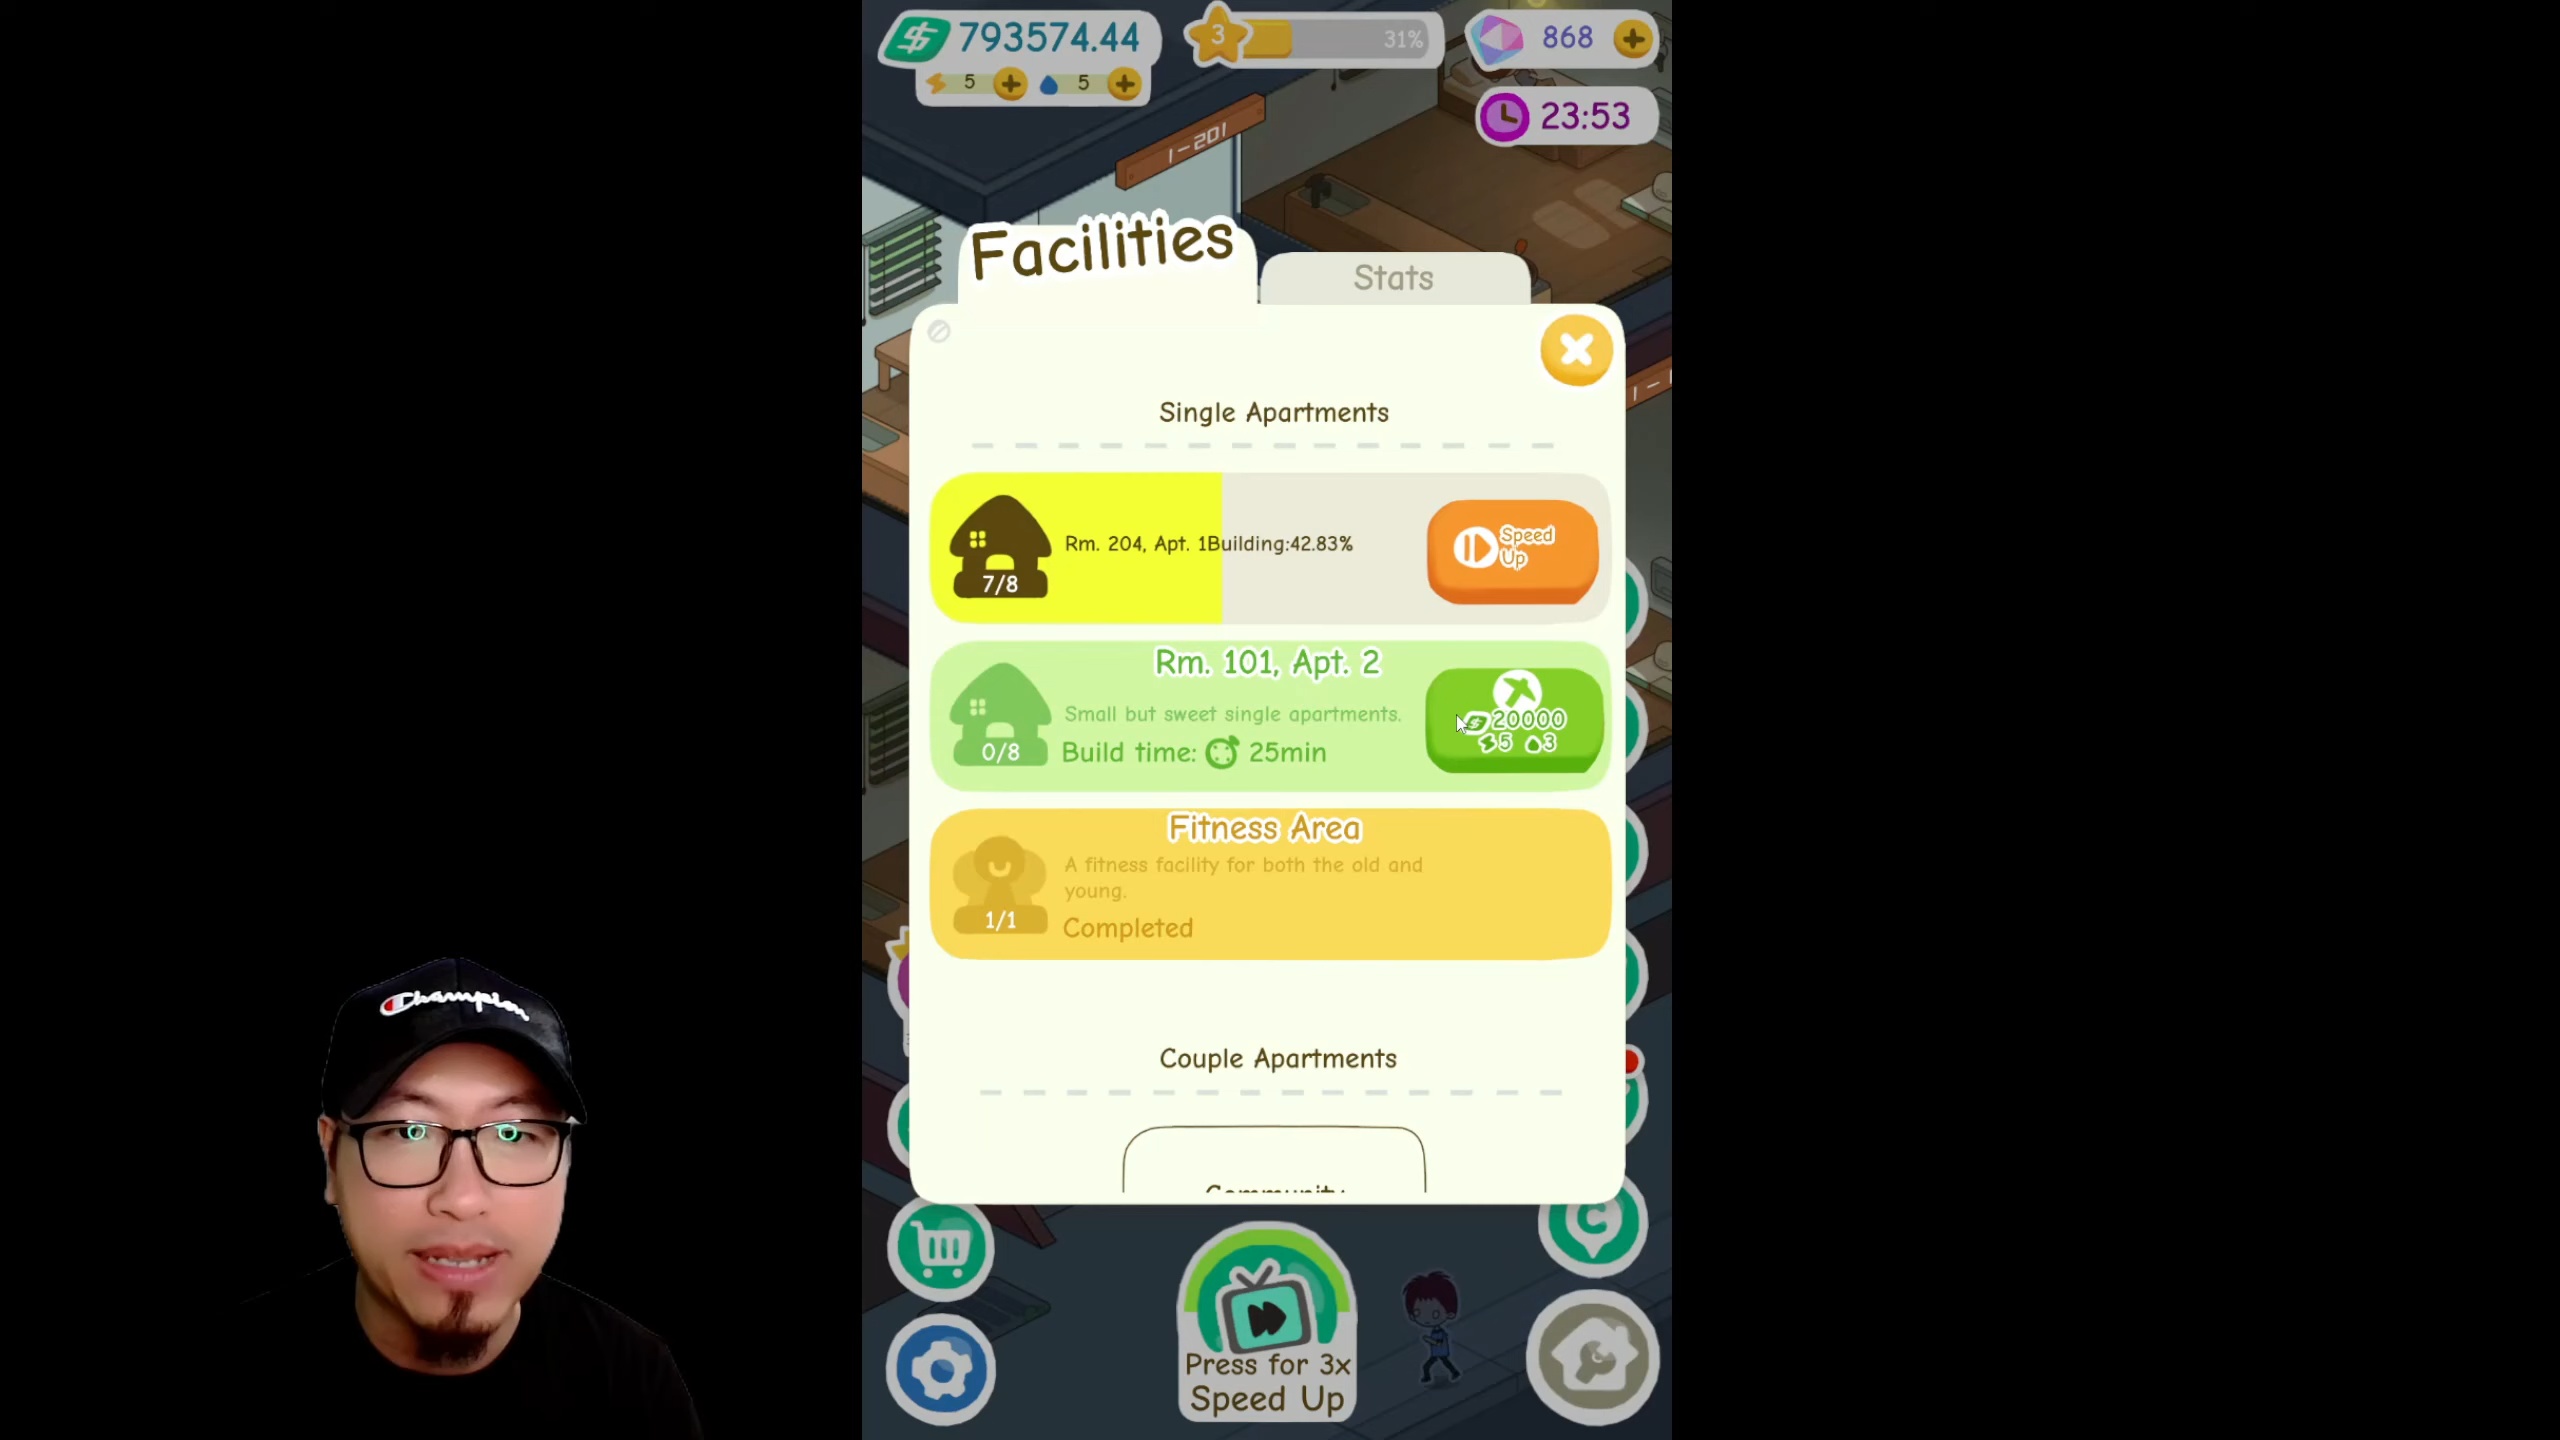 793574.44
3
31%
868
5
5
23:53
1-201
Facilities
Stats
Single Apartments
Rm. 204, Apt. 1Building:42.83%
7/8
Speed
Up
Rm. 101, Apt. 2
Small but sweet single apartments.
0/8
Build time: 25min
20000
5 3
Fitness Area
A fitness facility for both the old and
young.
1/1
Completed
Couple Apartments
Community
Champion
Press for 3x
Speed Up